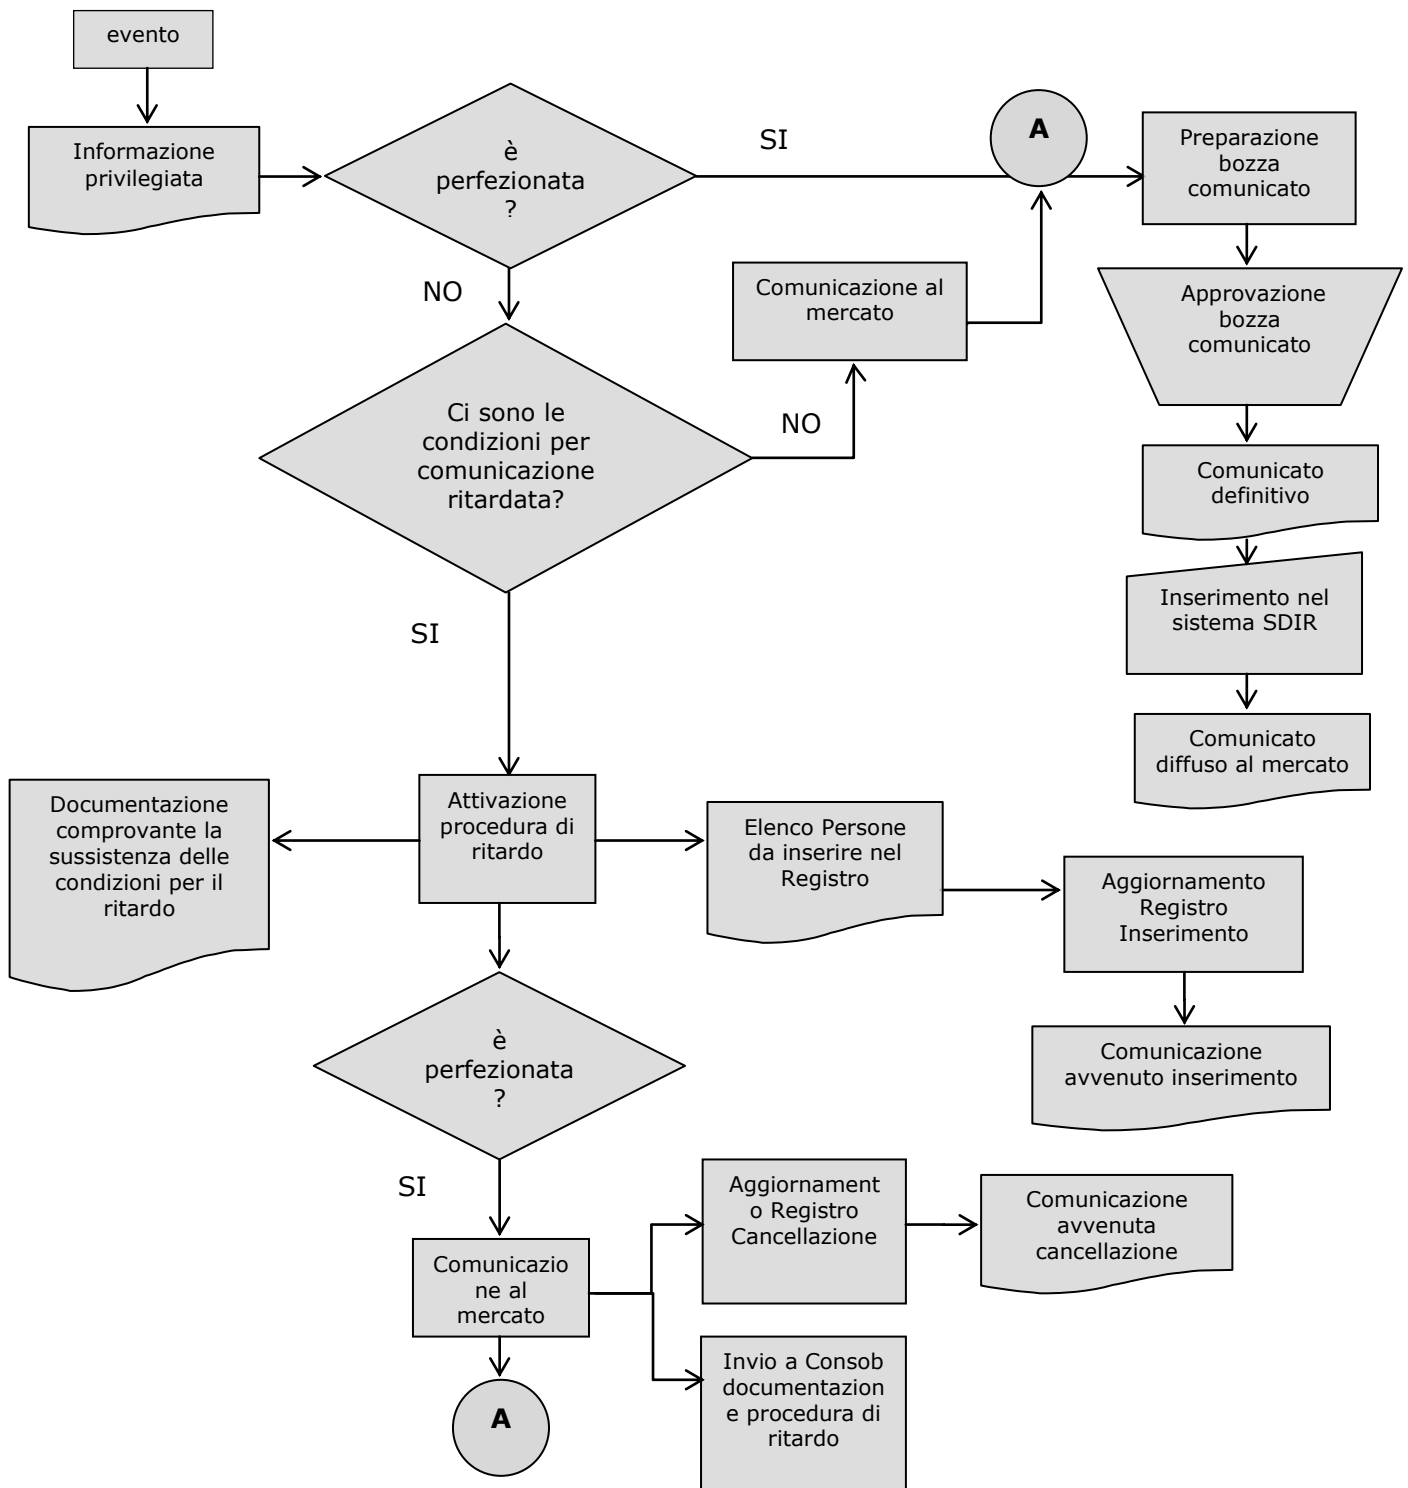 evento
Informazione
privilegiata
è
perfezionata
?
SI
A
Preparazione
bozza
comunicato
NO
Comunicazione al
mercato
Approvazione
bozza
comunicato
Ci sono le
condizioni per
comunicazione
ritardata?
NO
Comunicato
definitivo
Inserimento nel
sistema SDIR
SI
Comunicato
diffuso al mercato
Documentazione
comprovante la
sussistenza delle
condizioni per il
ritardo
Attivazione
procedura di
ritardo
Elenco Persone
da inserire nel
Registro
Aggiornamento
Registro
Inserimento
è
perfezionata
?
Comunicazione
avvenuto inserimento
SI
Aggiornament
o Registro
Cancellazione
Comunicazione
avvenuta
cancellazione
Comunicazio
ne al
mercato
Invio a Consob
documentazion
e procedura di
ritardo
A